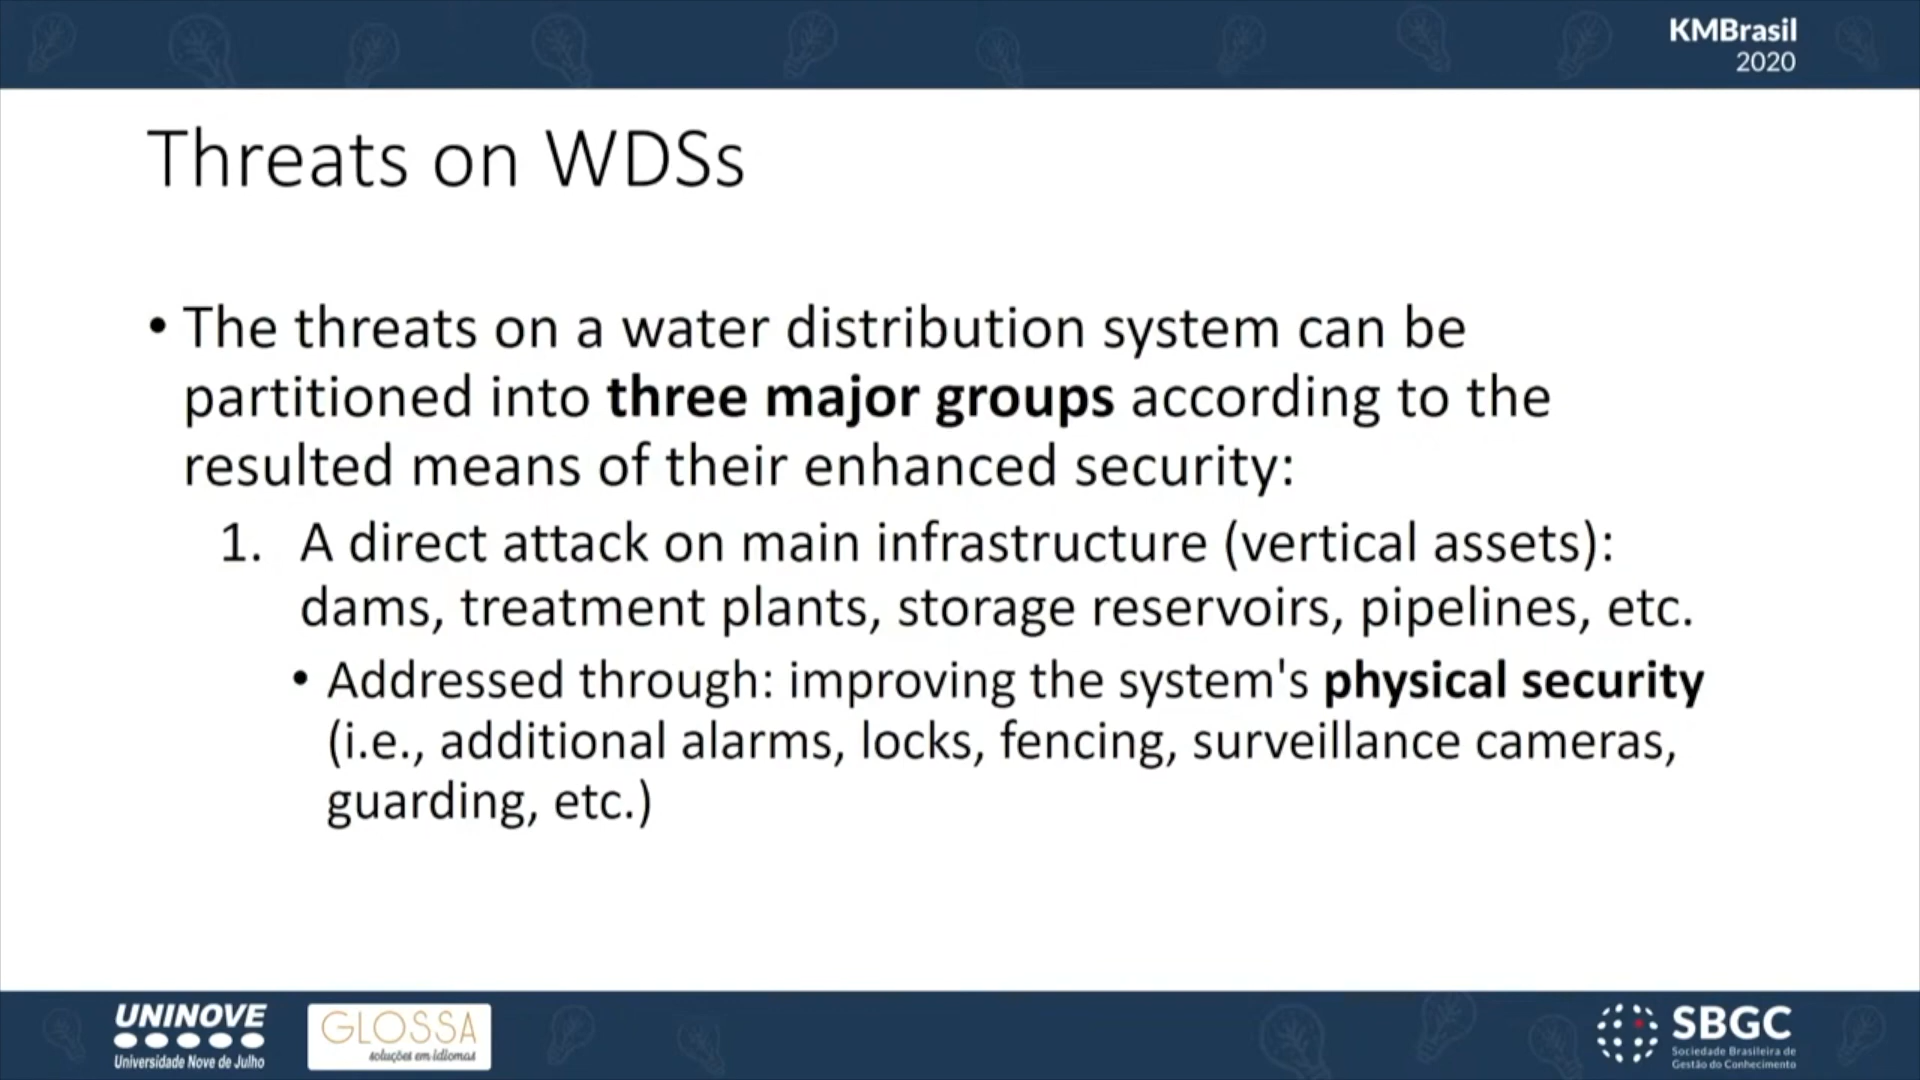 KMBrasil
2020
Threats on WDSs
• The threats on a water distribution system can be
partitioned into three major groups according to the
resulted means of their enhanced security:
1. A direct attack on main infrastructure (vertical assets):
dams, treatment plants, storage reservoirs, pipelines, etc.
• Addressed through: improving the system's physical security
(i.e., additional alarms, locks, fencing, surveillance cameras,
guarding, etc.)
UNINOVE
Universidade Nove de Julho
GLOSSA
soluções em idiomas
SBGC
Sociedade Brasileira de
Gestão do Conhecimento